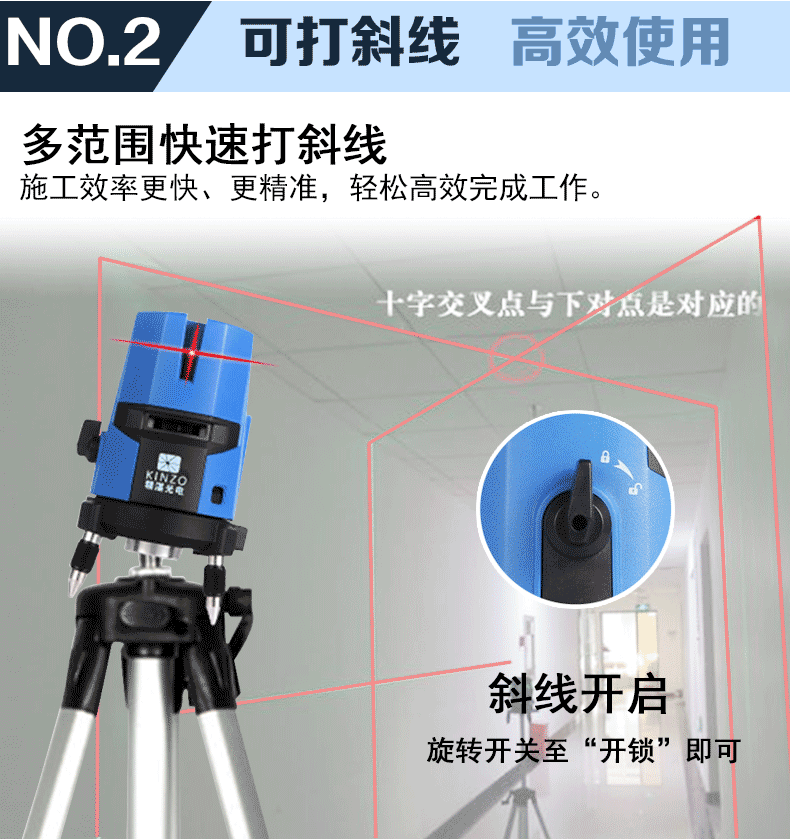 NO.2 可打斜线 高效使用
多范围快速打斜线
施工效率更快、更精准，轻松高效完成工作。
十字交叉点与下对点是对应的
KINZO
斜线开启
旋转开关至“开锁”即可